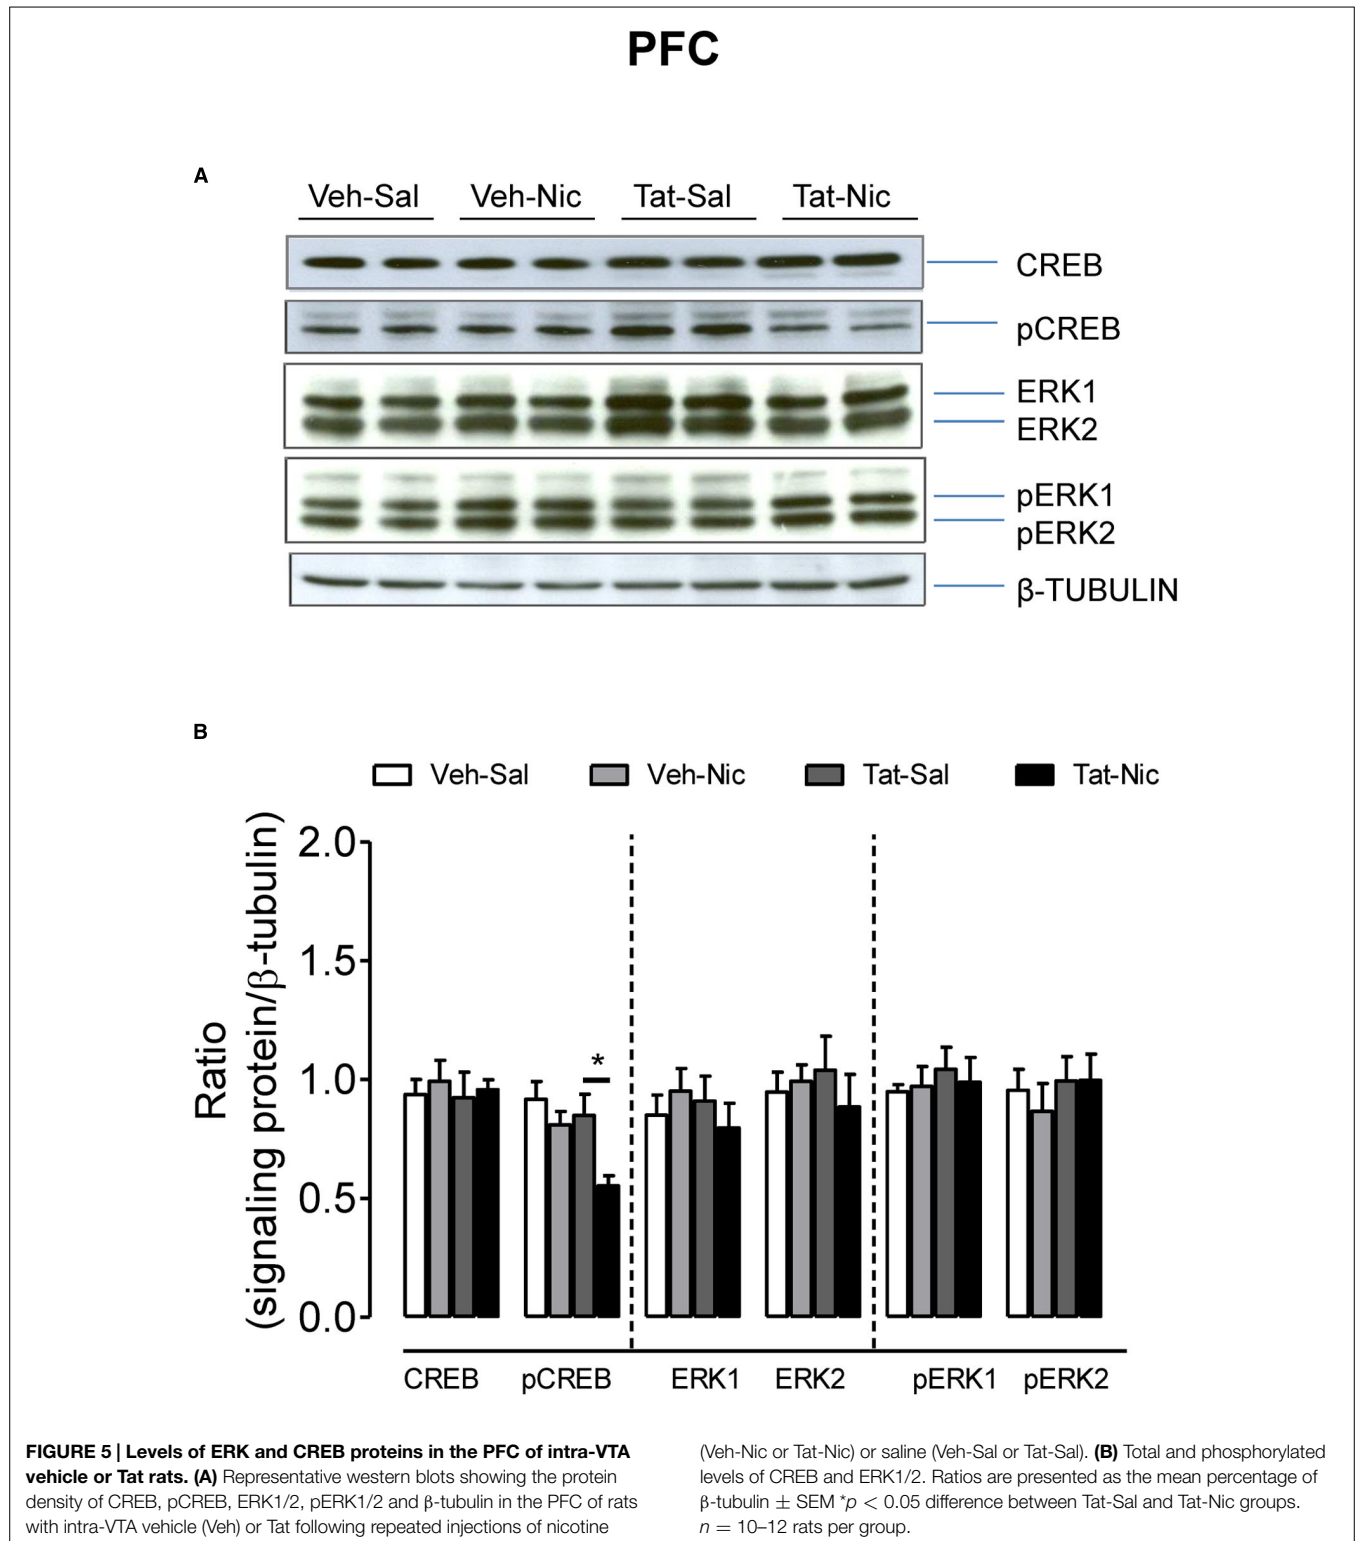 PFC
A
Veh-Sal Veh-Nic Tat-Sal Tat-Nic
CREB
pCREB
ERK1
ERK2
pERK1
pERK2
β-TUBULIN
B
Veh-Sal Veh-Nic Tat-Sal Tat-Nic
Ratio
(signaling protein/β-tubulin)
2.0
1.5
1.0
0.5
0.0
*
CREB pCREB ERK1 ERK2 pERK1 pERK2
FIGURE 5 | Levels of ERK and CREB proteins in the PFC of intra-VTA
vehicle or Tat rats. (A) Representative western blots showing the protein
density of CREB, pCREB, ERK1/2, pERK1/2 and β-tubulin in the PFC of rats
with intra-VTA vehicle (Veh) or Tat following repeated injections of nicotine
(Veh-Nic or Tat-Nic) or saline (Veh-Sal or Tat-Sal). (B) Total and phosphorylated
levels of CREB and ERK1/2. Ratios are presented as the mean percentage of
β-tubulin ± SEM *p < 0.05 difference between Tat-Sal and Tat-Nic groups.
n = 10–12 rats per group.